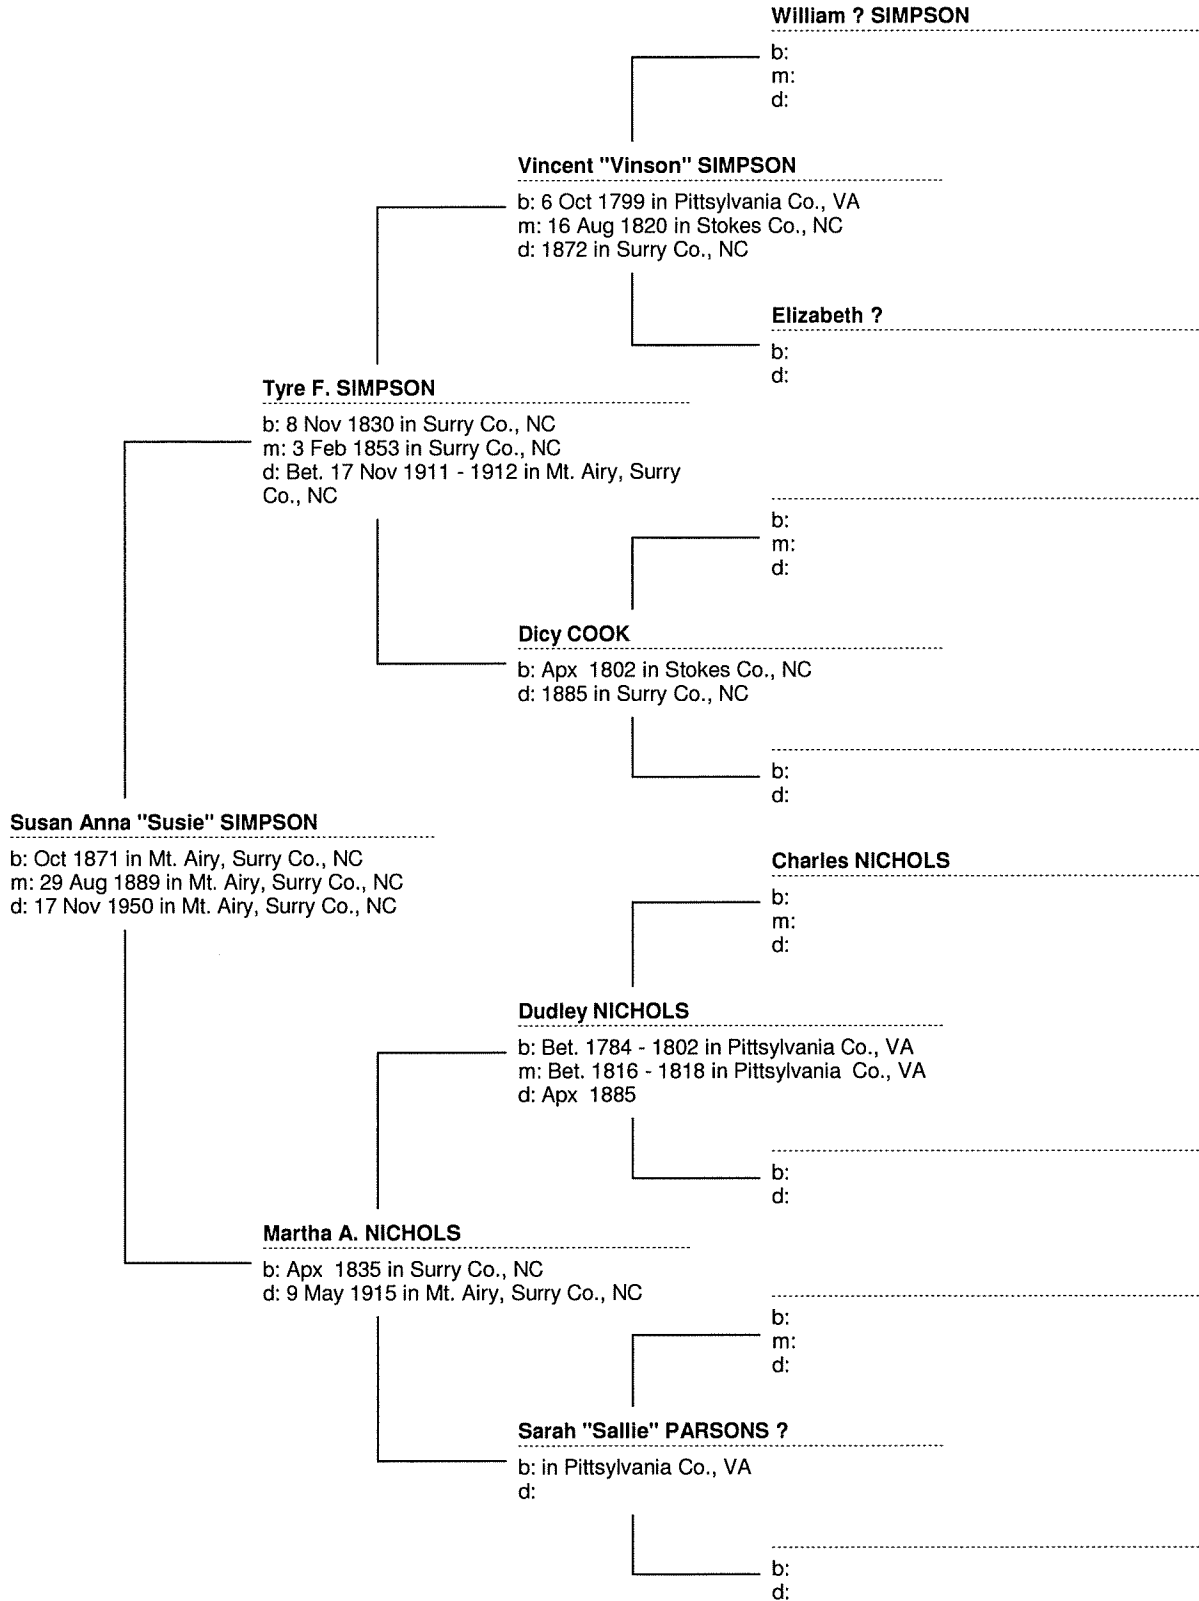 William ? SIMPSON
b:
m:
d:
Vincent "Vinson" SIMPSON
b: 6 Oct 1799 in Pittsylvania Co., VA
m: 16 Aug 1820 in Stokes Co., NC
d: 1872 in Surry Co., NC
Elizabeth ?
b:
d:
Tyre F. SIMPSON
b: 8 Nov 1830 in Surry Co., NC
m: 3 Feb 1853 in Surry Co., NC
d: Bet. 17 Nov 1911 - 1912 in Mt. Airy, Surry
Co., NC
b:
m:
d:
Dicy COOK
b: Apx 1802 in Stokes Co., NC
d: 1885 in Surry Co., NC
b:
d:
Susan Anna "Susie" SIMPSON
b: Oct 1871 in Mt. Airy, Surry Co., NC
m: 29 Aug 1889 in Mt. Airy, Surry Co., NC
d: 17 Nov 1950 in Mt. Airy, Surry Co., NC
Charles NICHOLS
b:
m:
d:
Dudley NICHOLS
b: Bet. 1784 - 1802 in Pittsylvania Co., VA
m: Bet. 1816 - 1818 in Pittsylvania Co., VA
d: Apx 1885
b:
d:
Martha A. NICHOLS
b: Apx 1835 in Surry Co., NC
d: 9 May 1915 in Mt. Airy, Surry Co., NC
b:
m:
d:
Sarah "Sallie" PARSONS ?
b: in Pittsylvania Co., VA
d:
b:
d: